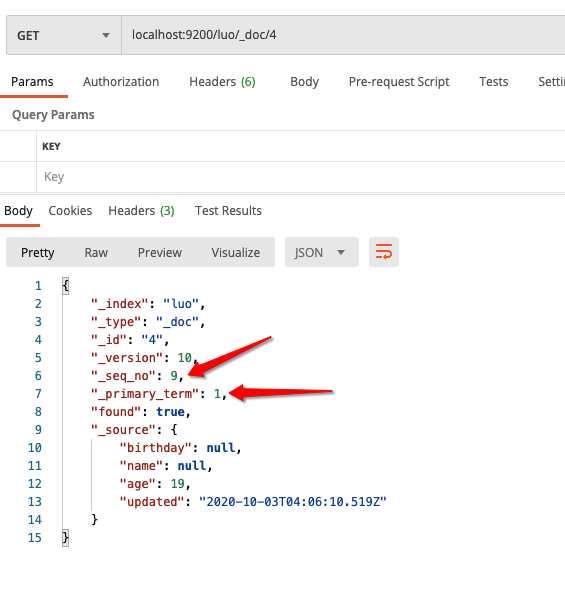 GET localhost:9200/luo/_doc/4
Params Authorization Headers (6) Body Pre-request Script Tests Setti
Query Params
KEY
Key
Body Cookies Headers (3) Test Results
Pretty Raw Preview Visualize JSON
1 {
2 "_index": "luo",
3 "_type": "_doc",
4 "_id": "4",
5 "_version": 10,
6 "_seq_no": 9,
7 "_primary_term": 1,
8 "found": true,
9 "_source": {
10 "birthday": null,
11 "name": null,
12 "age": 19,
13 "updated": "2020-10-03T04:06:10.519Z"
14 }
15 }